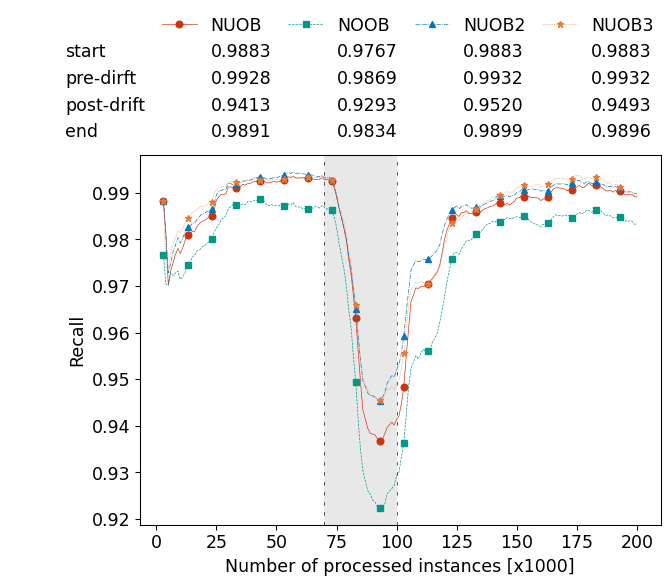 NUOB NOOB NUOB2 NUOB3
start 0.9883 0.9767 0.9883 0.9883
pre-dirft 0.9928 0.9869 0.9932 0.9932
post-drift 0.9413 0.9293 0.9520 0.9493
end 0.9891 0.9834 0.9899 0.9896
0.99
0.98
0.97
0.96
0.95
0.94
0.93
0.92
Recall
0 25 50 75 100 125 150 175 200
Number of processed instances [x1000]